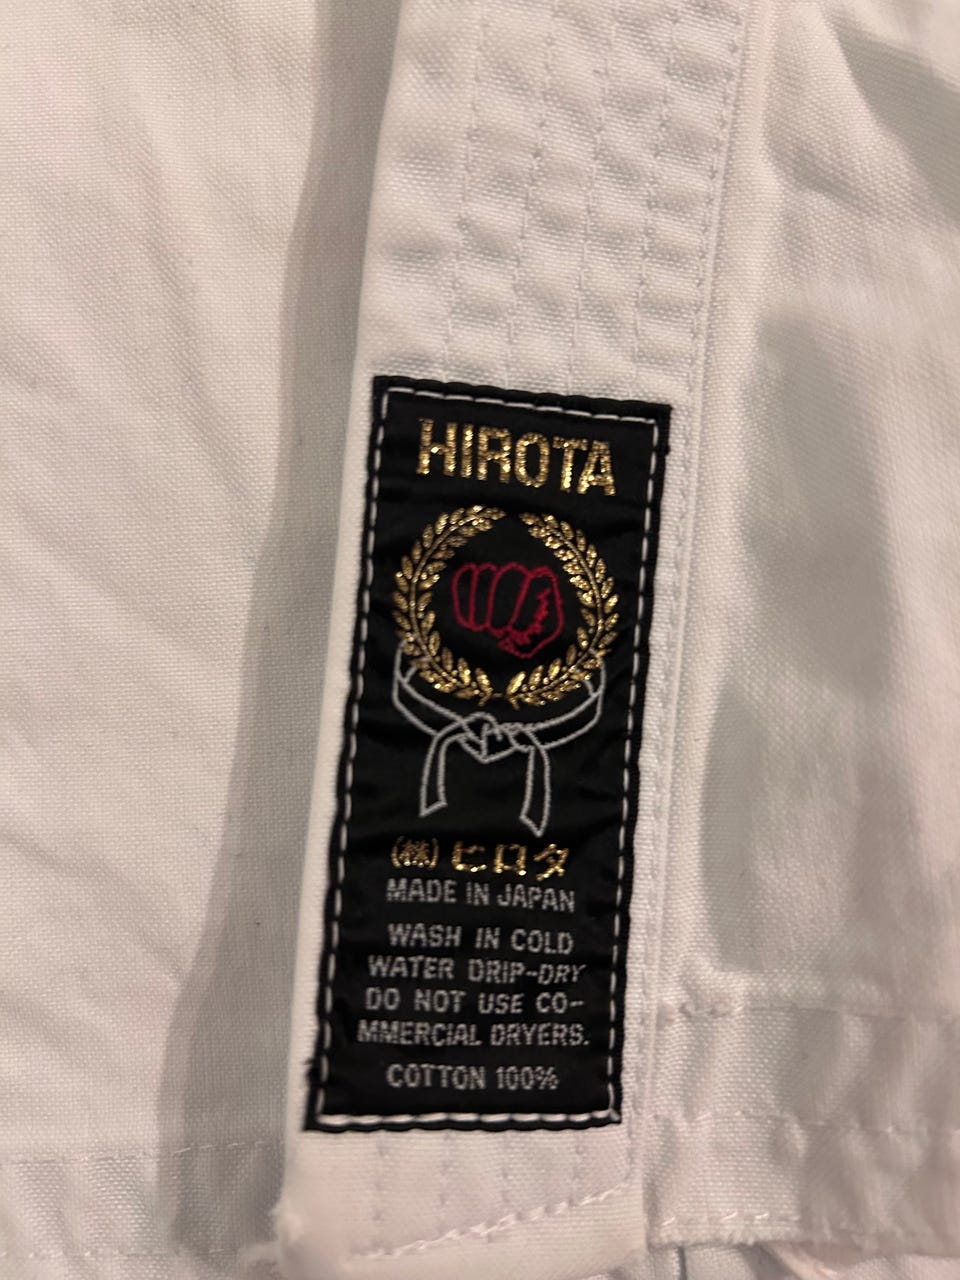 HIROTA
(株) ヒロタ
MADE IN JAPAN
WASH IN COLD
WATER DRIP-DRY
DO NOT USE CO-
MMERCIAL DRYERS.
COTTON 100%